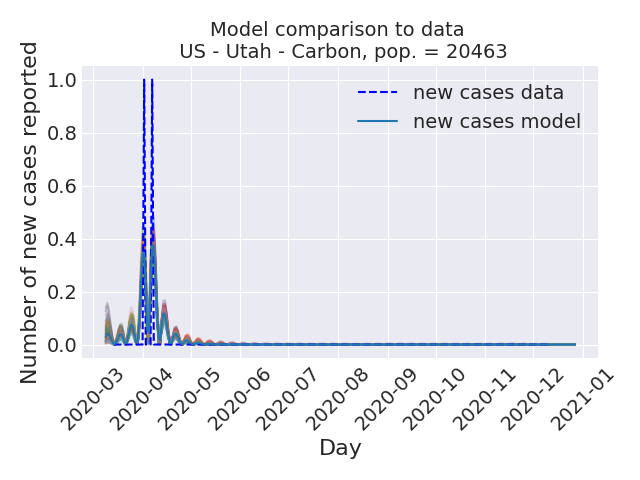 Model comparison to data
US - Utah - Carbon, pop. = 20463
Number of new cases reported
1.0
0.8
0.6
0.4
0.2
0.0
new cases data
new cases model
2020-03
2020-04
2020-05
2020-06
2020-07
2020-08
2020-09
2020-10
2020-11
2020-12
2021-01
Day